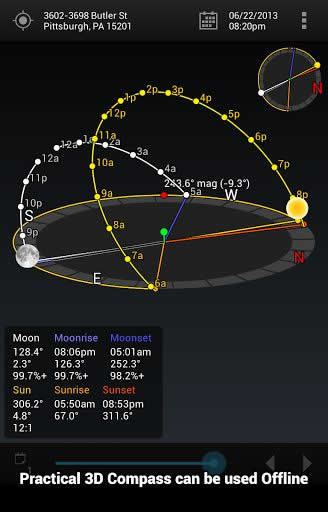 3602-3698 Butler St
Pittsburgh, PA 15201
06/22/2013
08:20pm
N
1p
2p
3p
4p
5p
6p
7p
8p
12p
11a
10a
9a
8a
7a
6a
12a
1a
2a
3a
4a
5a
11p
10p
9p
243.6° mag (-9.3°)
S
W
E
N
Moon Moonrise Moonset
128.4° 08:06pm 05:01am
2.3° 126.3° 252.3°
99.7%+ 99.7%+ 98.2%+
Sun Sunrise Sunset
306.2° 05:50am 08:53pm
4.8° 67.0° 311.6°
12:1
Practical 3D Compass can be used Offline